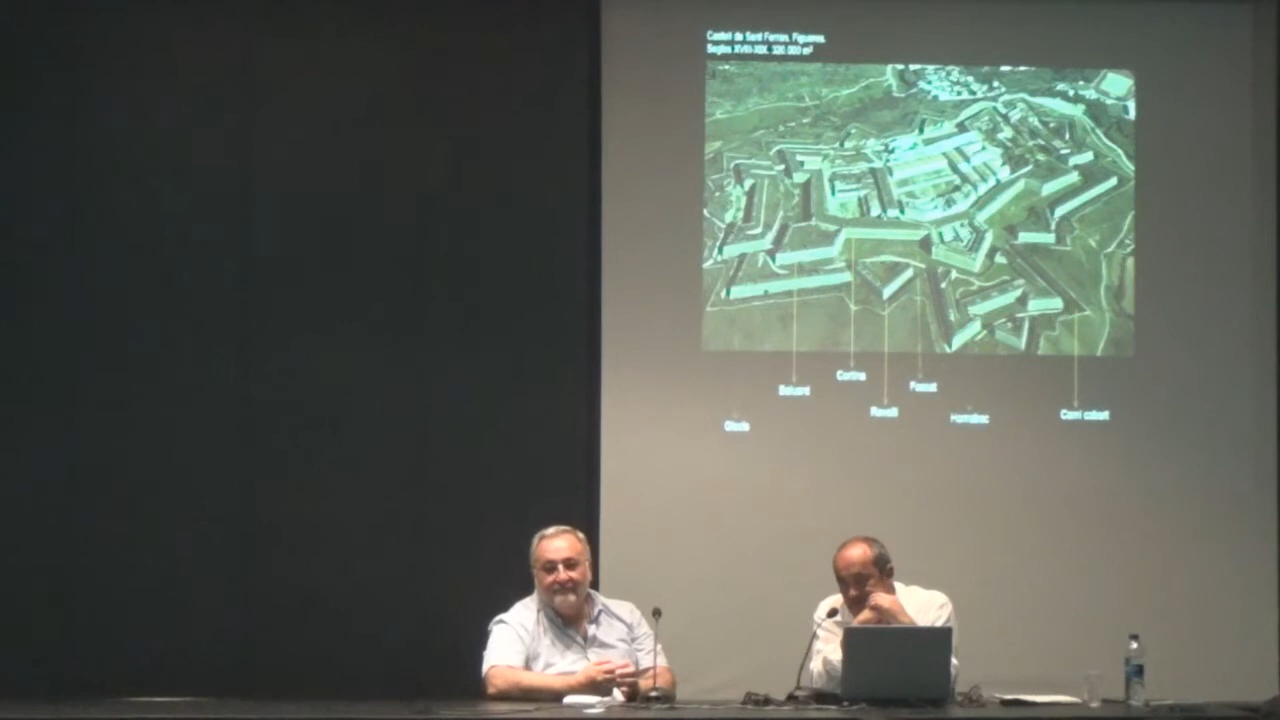 Castell de Sant Ferran. Figueres.
Segles XVIII-XIX. 320.000 m²
Cortina
Baluard
Fossat
Revellí
Hornabec
Camí cobert
Glacis